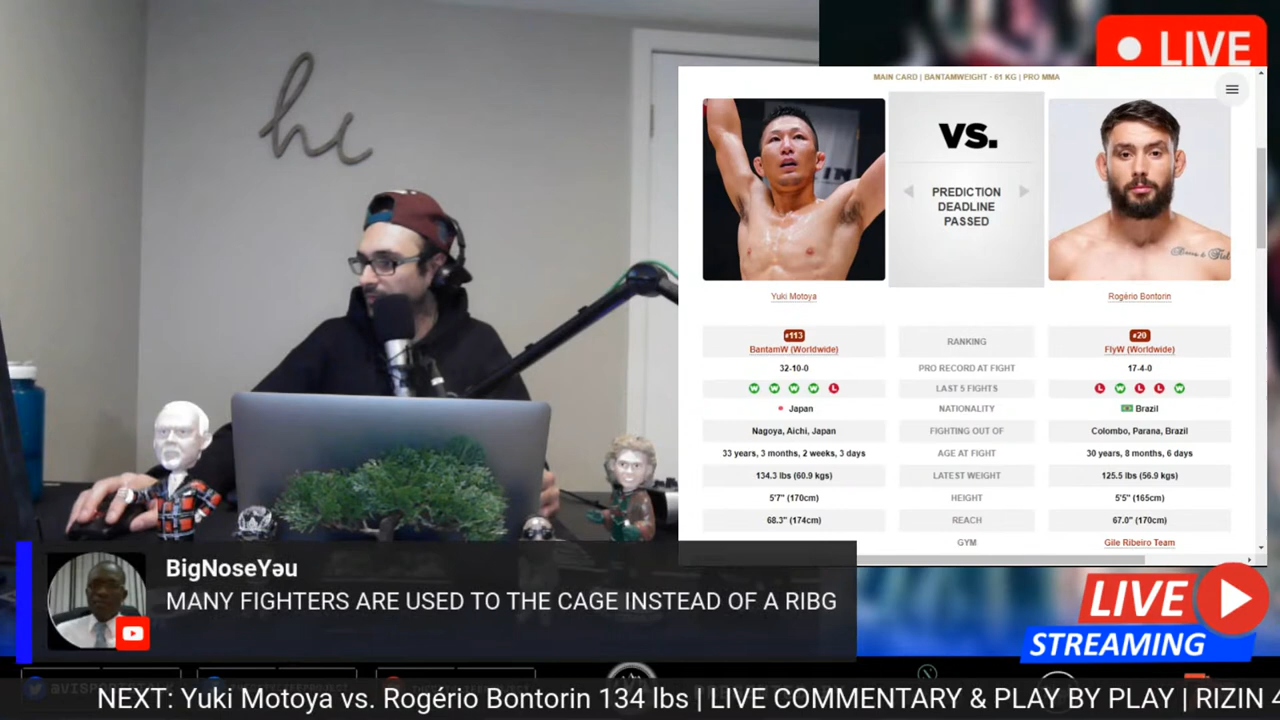 hi
LIVE
MAIN CARD | BANTAMWEIGHT · 61 KG | PRO MMA
VS.
PREDICTION
DEADLINE
PASSED
Yuki Motoya
Rogério Bontorin
#113
BantamW (Worldwide)
RANKING
#20
FlyW (Worldwide)
32-10-0
PRO RECORD AT FIGHT
17-4-0
W W W W L
LAST 5 FIGHTS
L W L L W
Japan
NATIONALITY
Brazil
Nagoya, Aichi, Japan
FIGHTING OUT OF
Colombo, Parana, Brazil
33 years, 3 months, 2 weeks, 3 days
AGE AT FIGHT
30 years, 8 months, 6 days
134.3 lbs (60.9 kgs)
LATEST WEIGHT
125.5 lbs (56.9 kgs)
5'7" (170cm)
HEIGHT
5'5" (165cm)
68.3" (174cm)
REACH
67.0" (170cm)
GYM
Gile Ribeiro Team
BigNoseYəu
MANY FIGHTERS ARE USED TO THE CAGE INSTEAD OF A RIBG
LIVE
STREAMING
NEXT: Yuki Motoya vs. Rogério Bontorin 134 lbs | LIVE COMMENTARY & PLAY BY PLAY | RIZIN 4